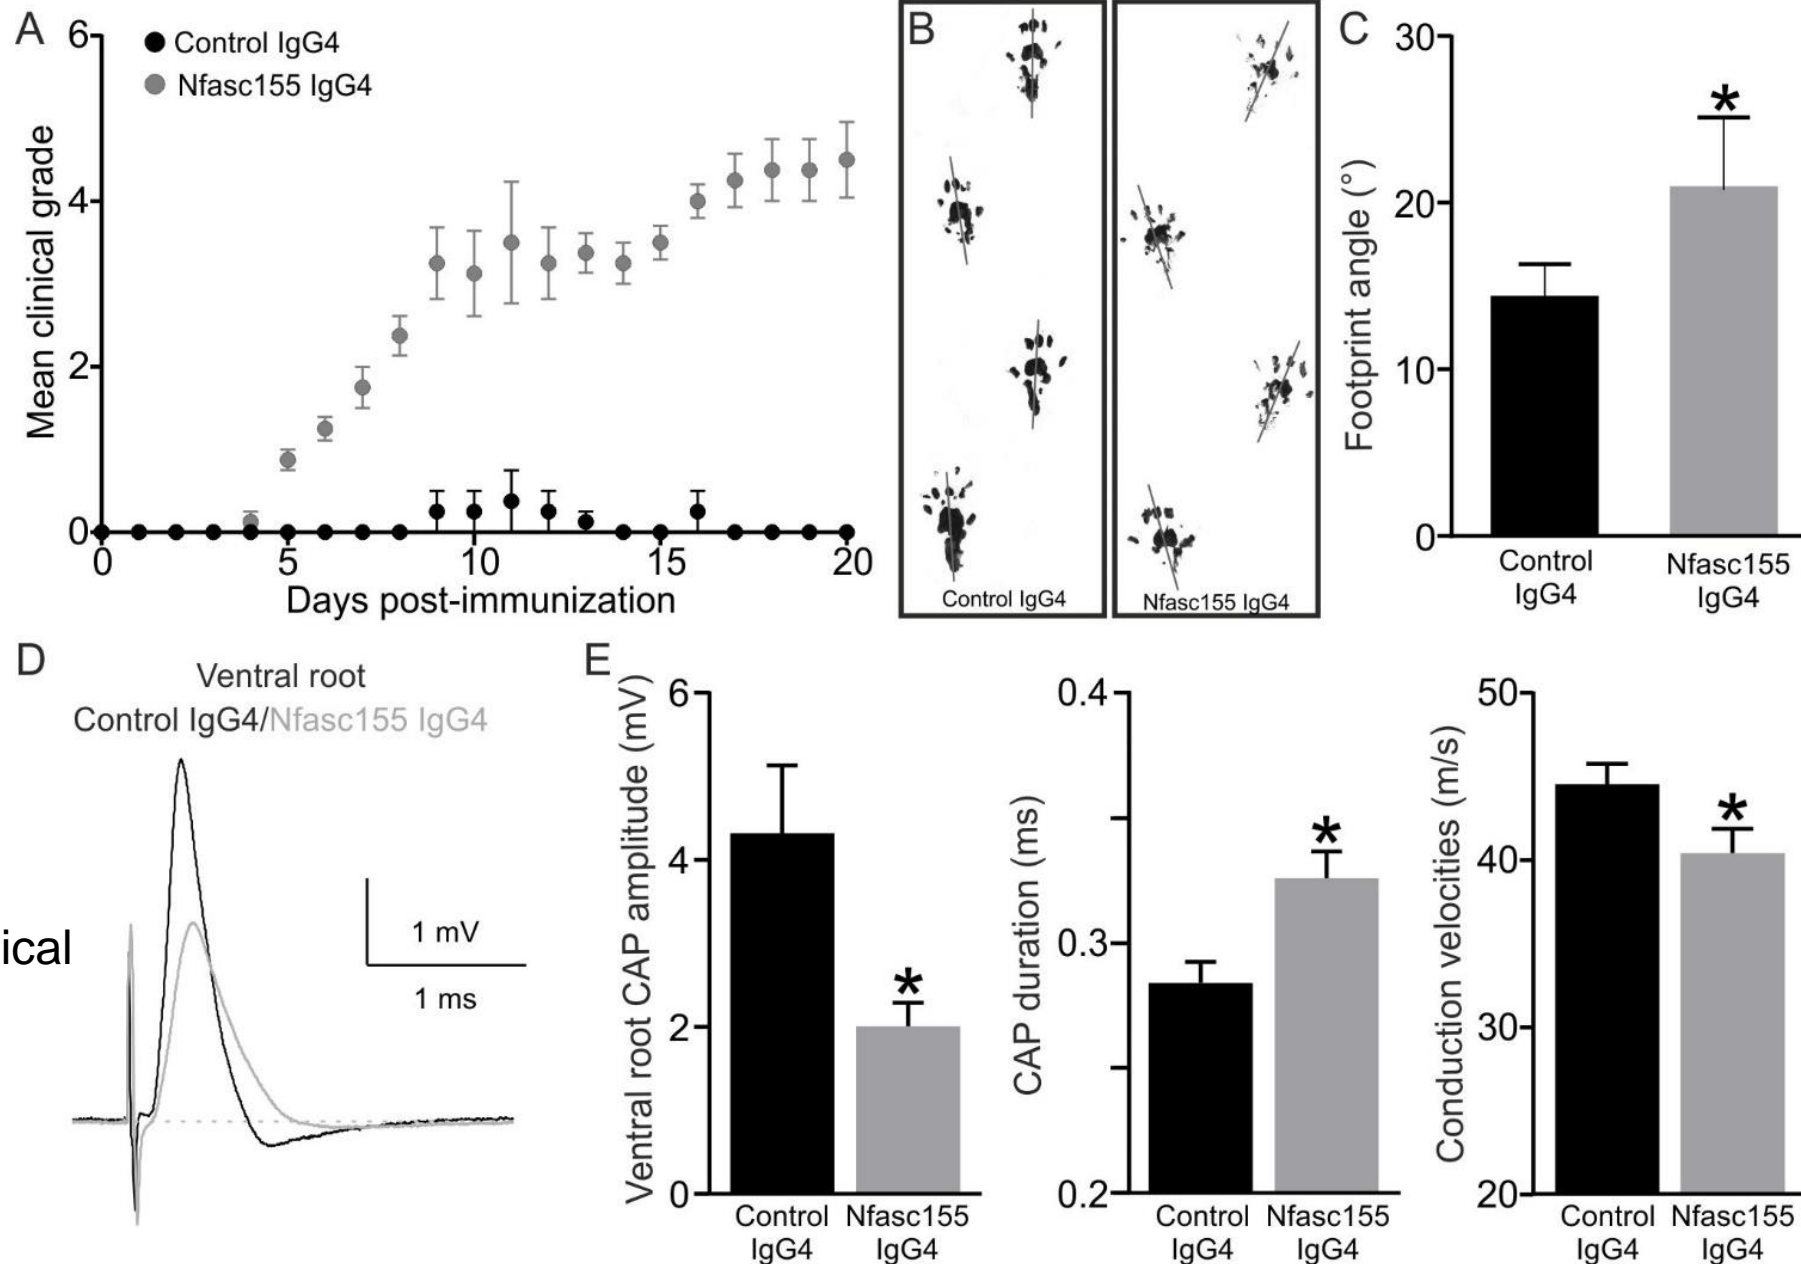 A
6
4
2
0
Mean clinical grade
Control IgG4
Nfasc155 IgG4
0 5 10 15 20
Days post-immunization
B
Control IgG4
Nfasc155 IgG4
C
30
20
10
0
Footprint angle (°)
Control
IgG4
Nfasc155
IgG4
*
D
Ventral root
Control IgG4/Nfasc155 IgG4
1 mV
1 ms
ical
E
Ventral root CAP amplitude (mV)
6
4
2
0
*
Control
IgG4
Nfasc155
IgG4
CAP duration (ms)
0.4
0.3
0.2
*
Control
IgG4
Nfasc155
IgG4
Conduction velocities (m/s)
50
40
30
20
*
Control
IgG4
Nfasc155
IgG4